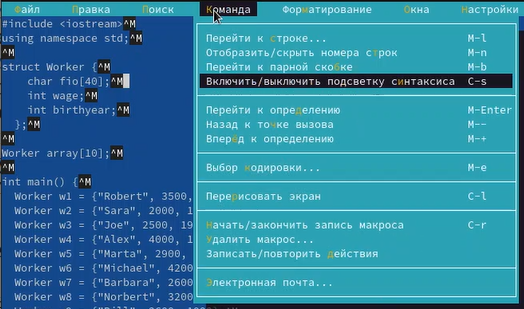 Файл Правка Поиск Команда Форматирование Окна Настройки
#include <iostream>^M
using namespace std;^M
^M
struct Worker {^M
char fio[40];^M
int wage;^M
int birthyear;^M
};^M
^M
Worker array[10];^M
^M
int main() {^M
Worker w1 = {"Robert", 3500,
Worker w2 = {"Sara", 2000, 1
Worker w3 = {"Joe", 2500, 19
Worker w4 = {"Alex", 4000, 1
Worker w5 = {"Marta", 2900,
Worker w6 = {"Michael", 4200
Worker w7 = {"Barbara", 2600
Worker w8 = {"Norbert", 3200
Перейти к строке... M-l
Отобразить/скрыть номера строк M-n
Перейти к парной скобке M-b
Включить/выключить подсветку синтаксиса C-s
Перейти к определению M-Enter
Назад к точке вызова M--
Вперёд к определению M-+
Выбор кодировки... M-e
Перерисовать экран C-l
Начать/закончить запись макроса C-r
Удалить макрос...
Записать/повторить действия
Электронная почта...